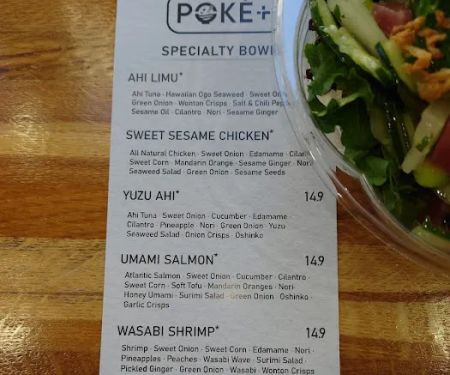 POKÉ+
SPECIALTY BOWL
AHI LIMU*
Ahi Tuna · Hawaiian Ogo Seaweed · Sweet
Green Onion · Wonton Crisps · Salt & Chili
Sesame Oil · Cilantro · Nori · Sesame Ginger
SWEET SESAME CHICKEN*
All Natural Chicken · Sweet Onion · Edamame ·
Sweet Corn · Mandarin Orange · Sesame Ginger · Nori
Seaweed Salad · Green Onion · Sesame Seeds
YUZU AHI* 14.9
Ahi Tuna · Sweet Onion · Cucumber · Edamame
Cilantro · Pineapple · Nori · Green Onion · Yuzu
Seaweed Salad · Onion Crisps · Oshinko
UMAMI SALMON* 14.9
Atlantic Salmon · Sweet Onion · Cucumber · Cilantro ·
Sweet Corn · Soft Tofu · Mandarin Oranges · Nori ·
Honey Umami · Surimi Salad · Green Onion · Oshinko ·
Garlic Crisps
WASABI SHRIMP* 14.9
Shrimp · Sweet Onion · Sweet Corn · Edamame · Nori ·
Pineapples · Peaches · Wasabi Wave · Surimi Salad ·
Pickled Ginger · Green Onion · Wasabi · Wonton Crisps